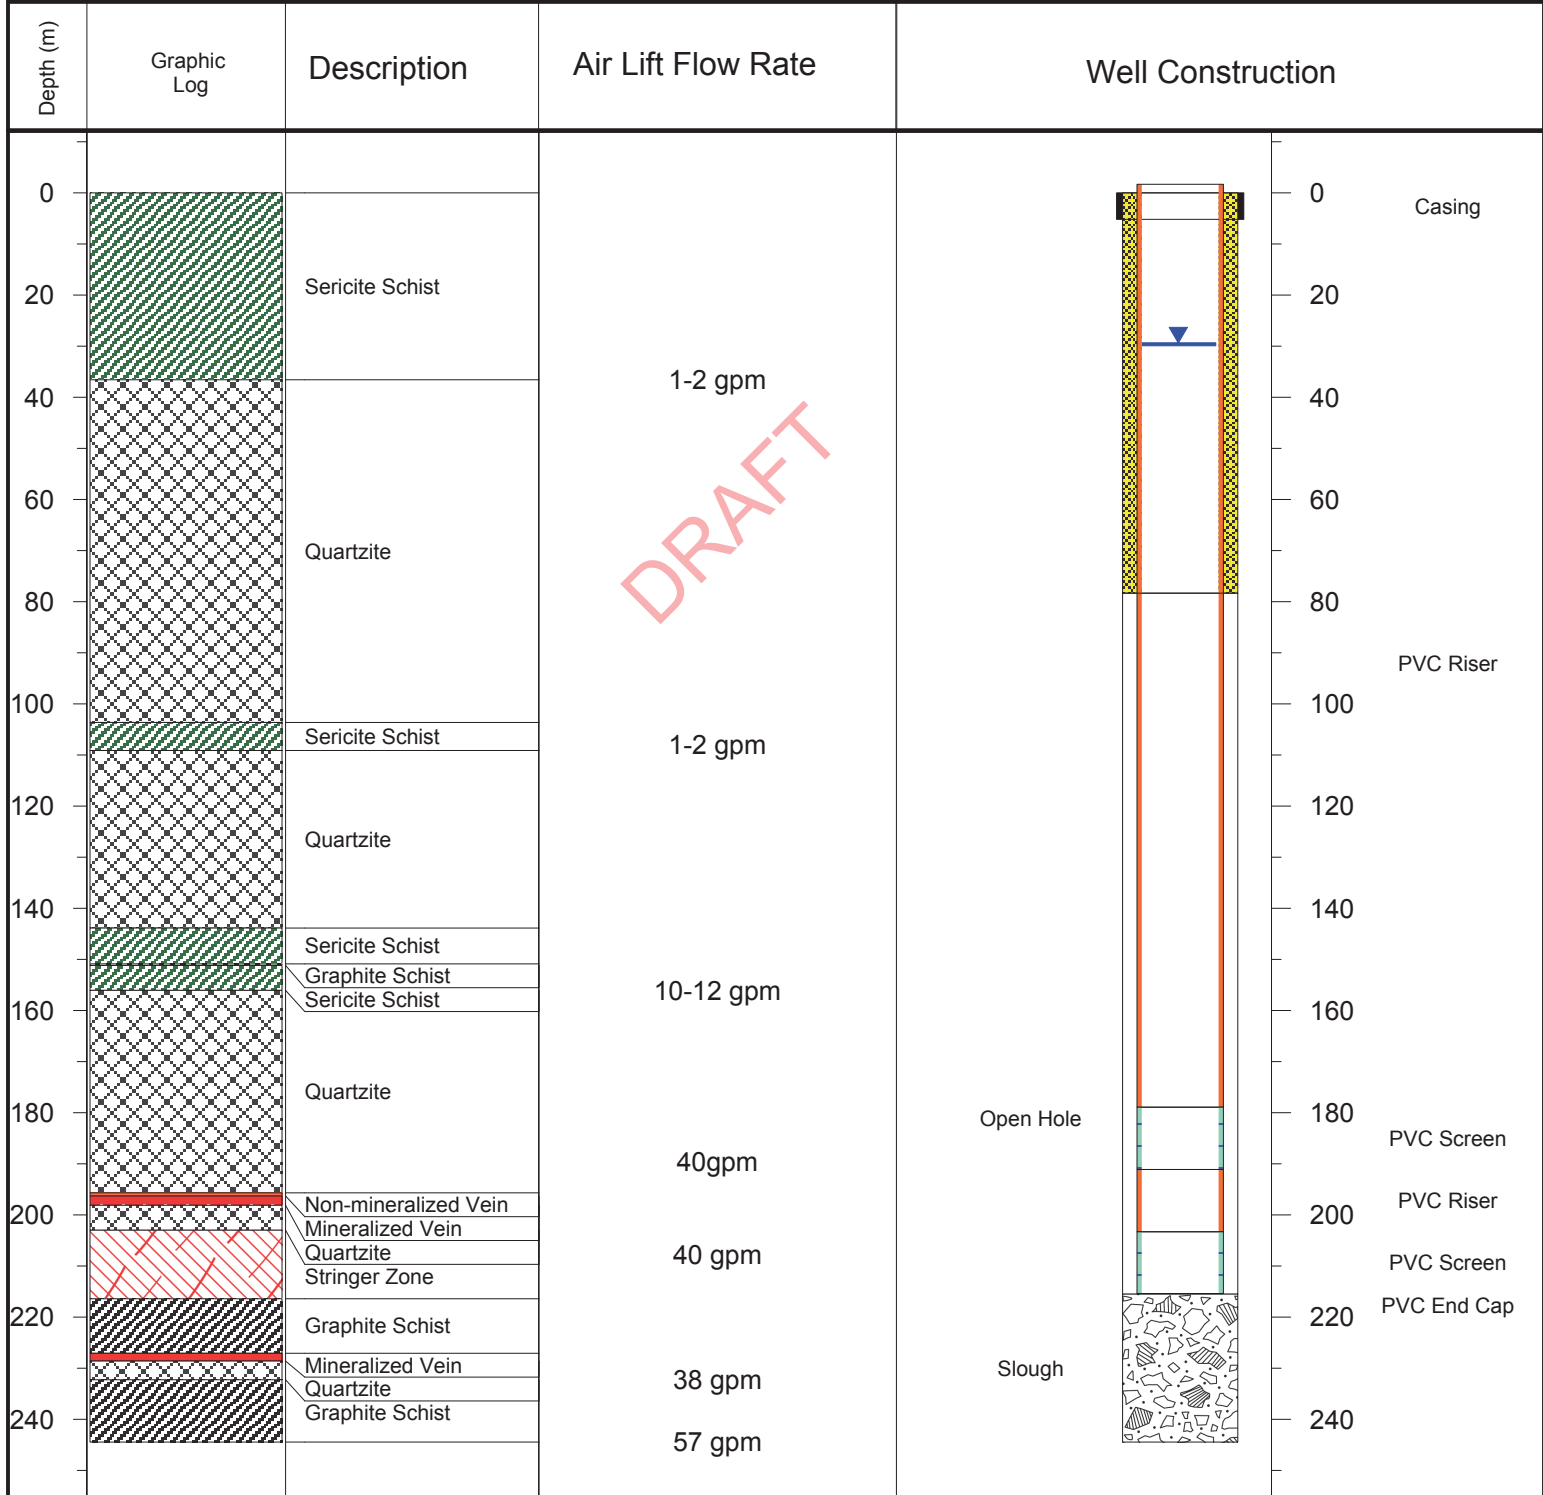 Depth (m)
Graphic
Log
Description
Air Lift Flow Rate
Well Construction
0
20
40
60
80
100
120
140
160
180
200
220
240
Sericite Schist
Quartzite
Sericite Schist
Quartzite
Sericite Schist
Graphite Schist
Sericite Schist
Quartzite
Non-mineralized Vein
Mineralized Vein
Quartzite
Stringer Zone
Graphite Schist
Mineralized Vein
Quartzite
Graphite Schist
1-2 gpm
DRAFT
1-2 gpm
10-12 gpm
40gpm
40 gpm
38 gpm
57 gpm
Open Hole
Slough
0
20
40
60
80
100
120
140
160
180
200
220
240
Casing
PVC Riser
PVC Screen
PVC Riser
PVC Screen
PVC End Cap